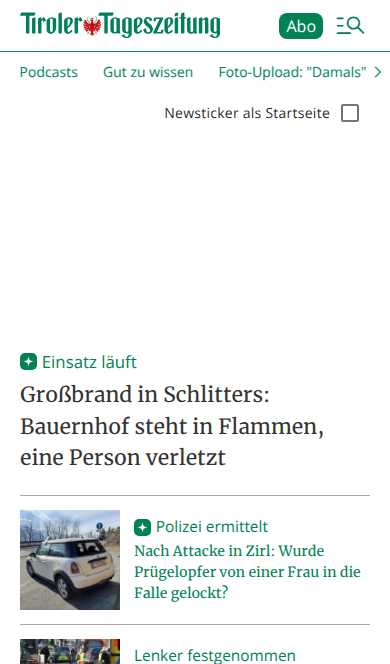 Tiroler Tageszeitung
Abo
Podcasts
Gut zu wissen
Foto-Upload: "Damals"
Newsticker als Startseite
Einsatz läuft
Großbrand in Schlitters:
Bauernhof steht in Flammen,
eine Person verletzt
Polizei ermittelt
Nach Attacke in Zirl: Wurde
Prügelopfer von einer Frau in die
Falle gelockt?
Lenker festgenommen